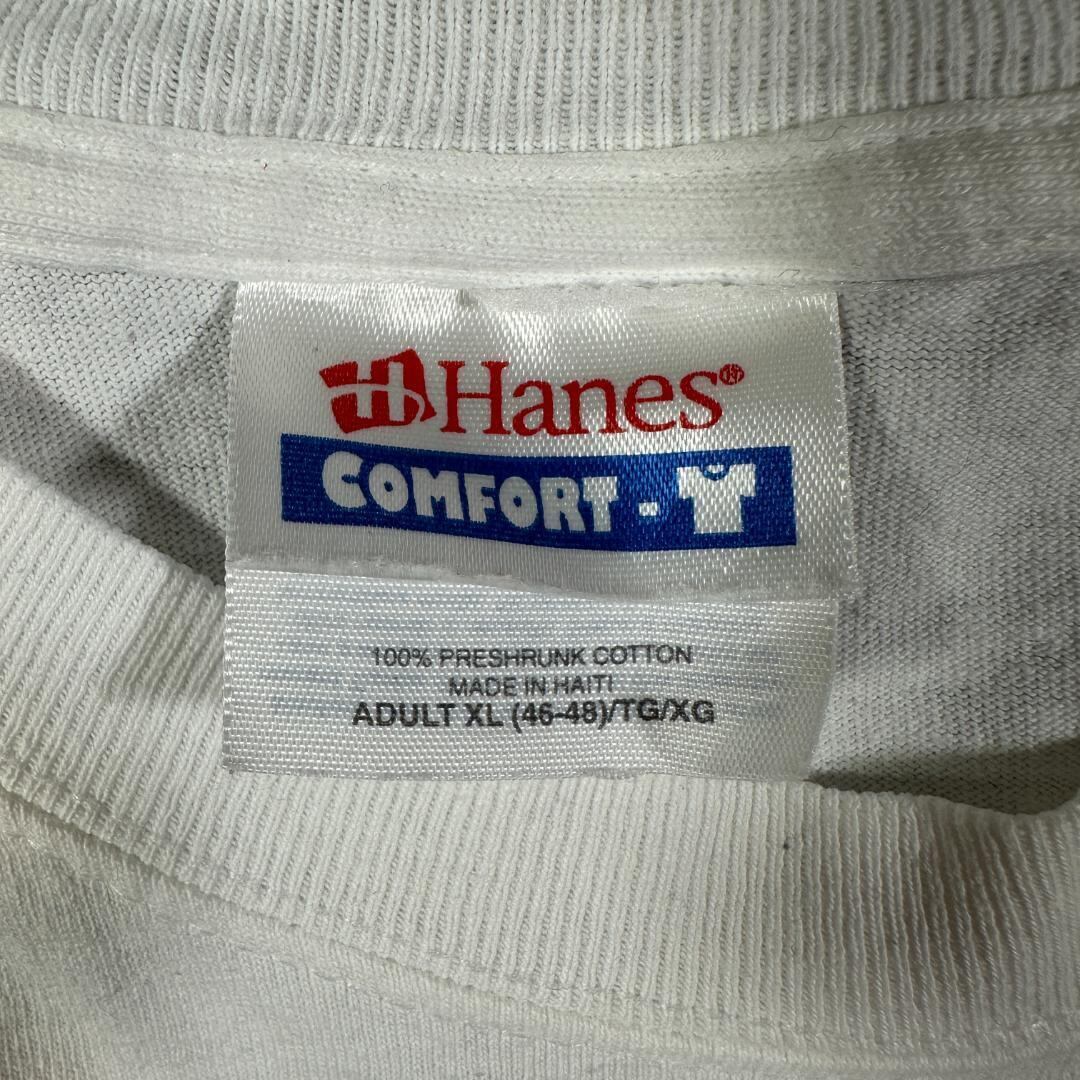 Hanes®
COMFORT-T
100% PRESHRUNK COTTON
MADE IN HAITI
ADULT XL (46-48)/TG/XG